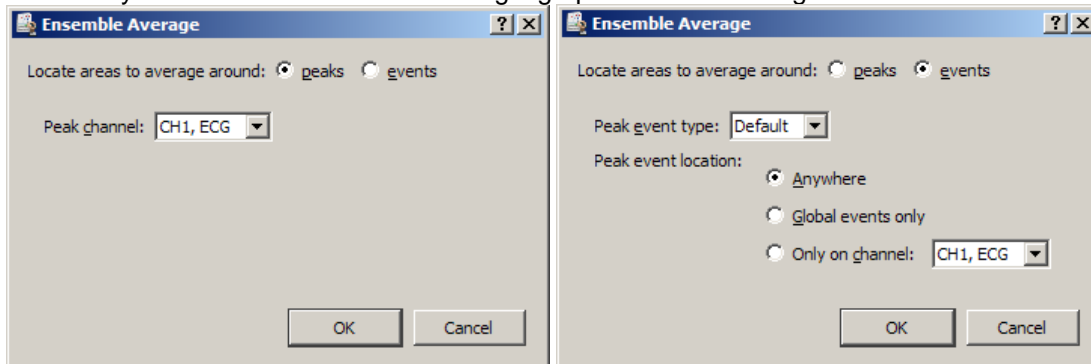 Ensemble Average
Locate areas to average around: peaks events
Peak channel: CH1, ECG
OK Cancel
Ensemble Average
Locate areas to average around: peaks events
Peak event type: Default
Peak event location:
Anywhere
Global events only
Only on channel: CH1, ECG
OK Cancel